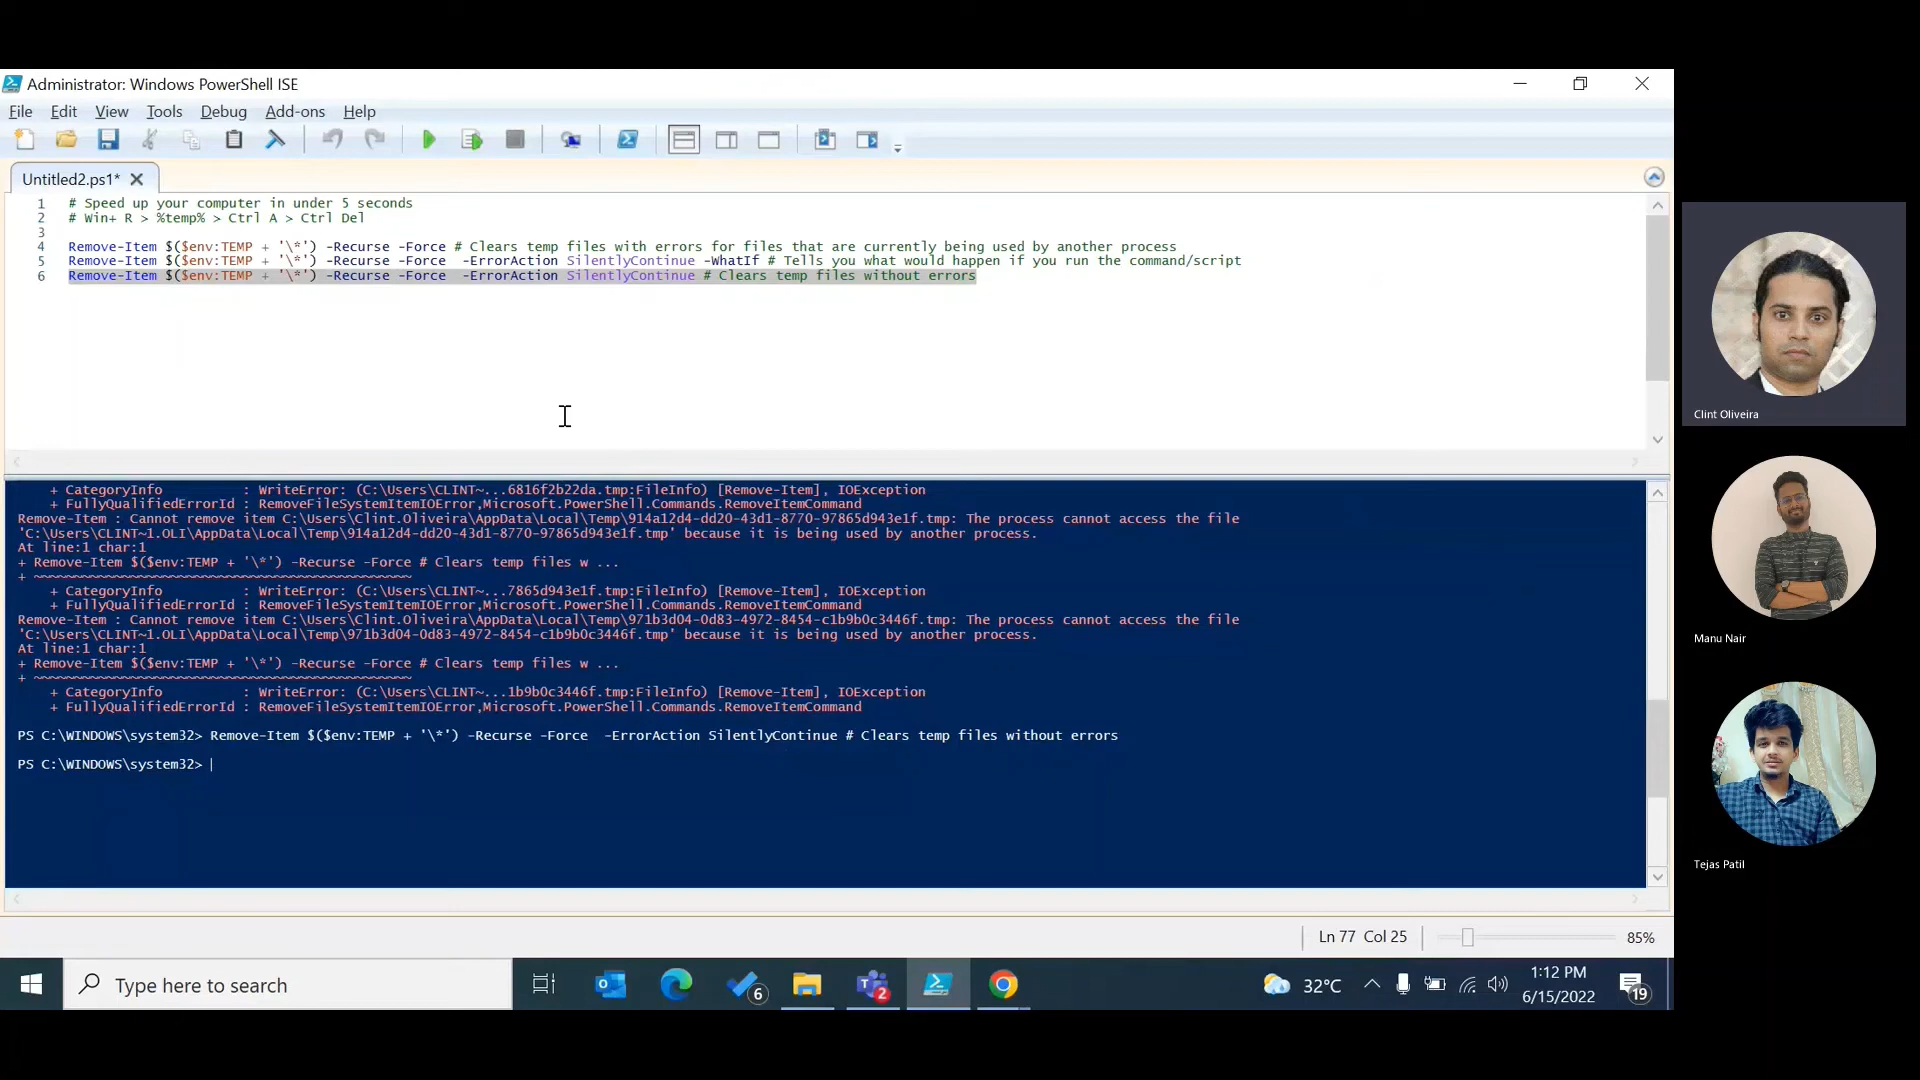 Administrator: Windows PowerShell ISE
File Edit View Tools Debug Add-ons Help
Untitled2.ps1*
1 # Speed up your computer in under 5 seconds
2 # Win+ R > %temp% > Ctrl A > Ctrl Del
3
4 Remove-Item $($env:TEMP + '\*') -Recurse -Force # Clears temp files with errors for files that are currently being used by another process
5 Remove-Item $($env:TEMP + '\*') -Recurse -Force  -ErrorAction SilentlyContinue -WhatIf # Tells you what would happen if you run the command/script
6 Remove-Item $($env:TEMP + '\*') -Recurse -Force  -ErrorAction SilentlyContinue # Clears temp files without errors
+ CategoryInfo          : WriteError: (C:\Users\CLINT~...6816f2b22da.tmp:FileInfo) [Remove-Item], IOException
+ FullyQualifiedErrorId : RemoveFileSystemItemIOError,Microsoft.PowerShell.Commands.RemoveItemCommand
Remove-Item : Cannot remove item C:\Users\Clint.Oliveira\AppData\Local\Temp\914a12d4-dd20-43d1-8770-97865d943e1f.tmp: The process cannot access the file
'C:\Users\CLINT~1.OLI\AppData\Local\Temp\914a12d4-dd20-43d1-8770-97865d943e1f.tmp' because it is being used by another process.
At line:1 char:1
+ Remove-Item $($env:TEMP + '\*') -Recurse -Force # Clears temp files w ...
+ ~~~~~~~~~~~~~~~~~~~~~~~~~~~~~~~~~~~~~~~~~~~~~~~
+ CategoryInfo          : WriteError: (C:\Users\CLINT~...7865d943e1f.tmp:FileInfo) [Remove-Item], IOException
+ FullyQualifiedErrorId : RemoveFileSystemItemIOError,Microsoft.PowerShell.Commands.RemoveItemCommand
Remove-Item : Cannot remove item C:\Users\Clint.Oliveira\AppData\Local\Temp\971b3d04-0d83-4972-8454-c1b9b0c3446f.tmp: The process cannot access the file
'C:\Users\CLINT~1.OLI\AppData\Local\Temp\971b3d04-0d83-4972-8454-c1b9b0c3446f.tmp' because it is being used by another process.
At line:1 char:1
+ Remove-Item $($env:TEMP + '\*') -Recurse -Force # Clears temp files w ...
+ ~~~~~~~~~~~~~~~~~~~~~~~~~~~~~~~~~~~~~~~~~~~~~~~
+ CategoryInfo          : WriteError: (C:\Users\CLINT~...1b9b0c3446f.tmp:FileInfo) [Remove-Item], IOException
+ FullyQualifiedErrorId : RemoveFileSystemItemIOError,Microsoft.PowerShell.Commands.RemoveItemCommand
PS C:\WINDOWS\system32> Remove-Item $($env:TEMP + '\*') -Recurse -Force  -ErrorAction SilentlyContinue # Clears temp files without errors
PS C:\WINDOWS\system32>
Ln 77 Col 25
85%
Type here to search
6
2
32°C
1:12 PM
6/15/2022
19
Clint Oliveira
Manu Nair
Tejas Patil